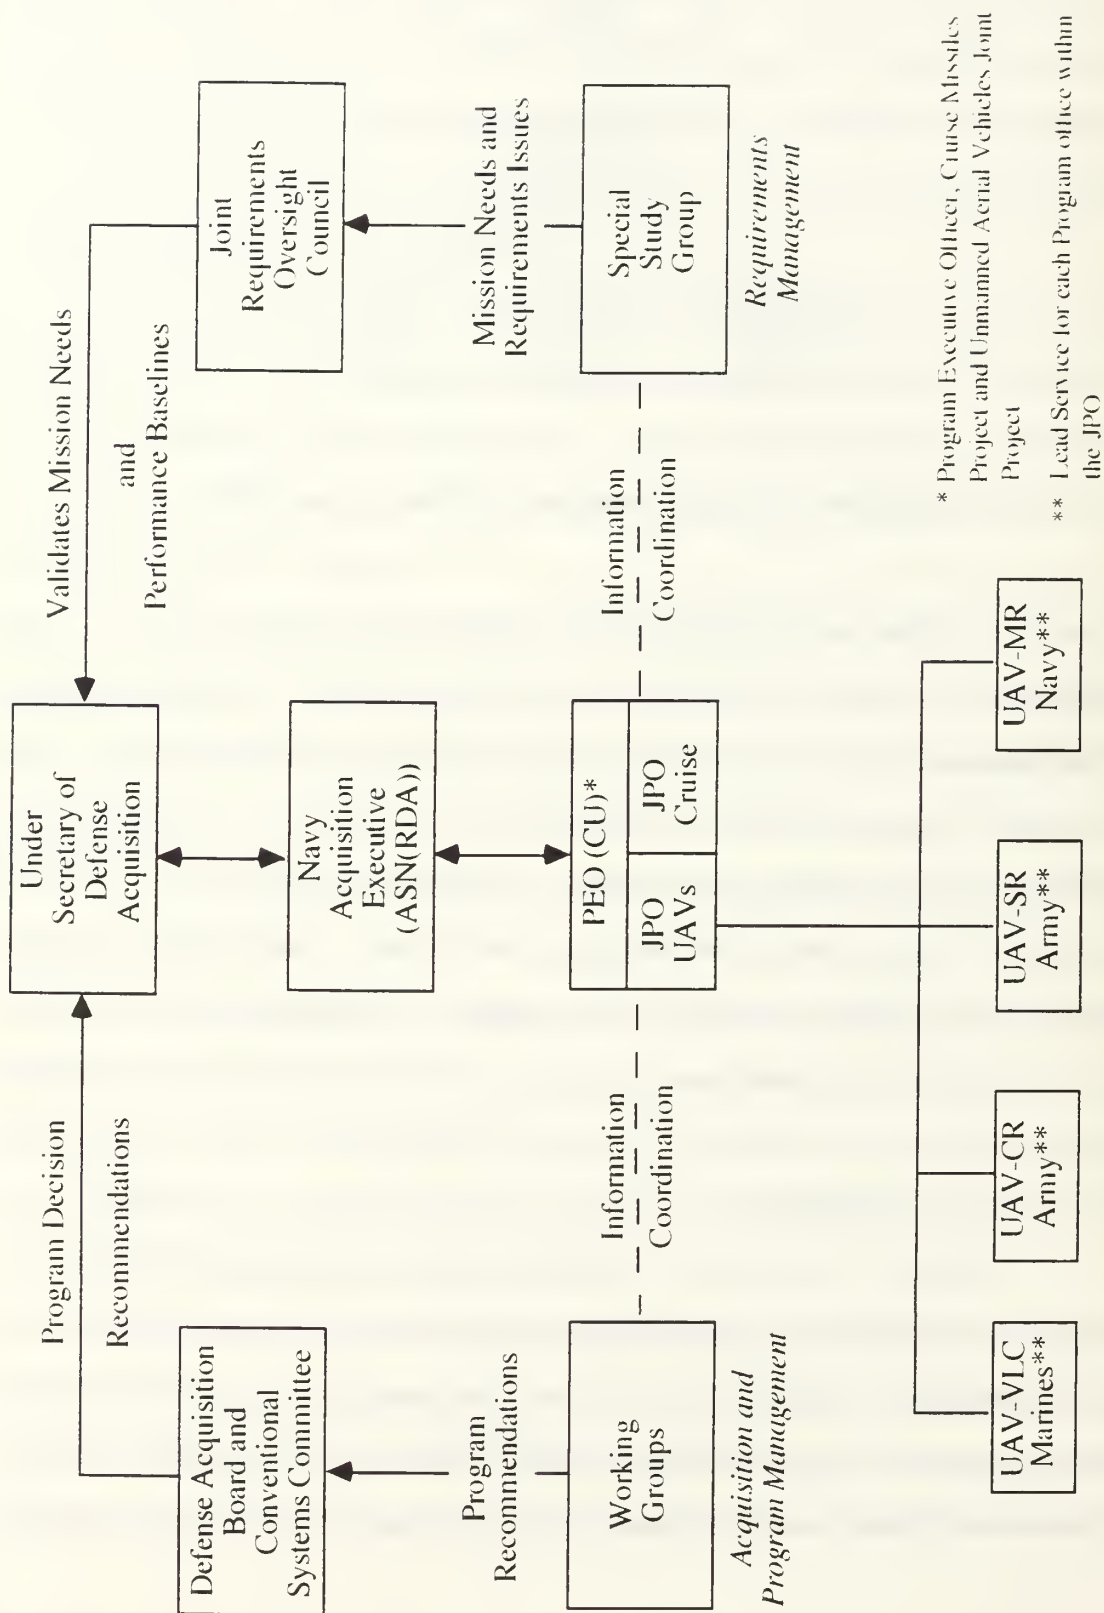 Under
Secretary of
Defense
Acquisition
Program Decision
Recommendations
Validates Mission Needs
and
Performance Baselines
Defense Acquisition
Board and
Conventional
Systems Committee
Navy
Acquisition
Executive
(ASN(RDA))
Joint
Requirements
Oversight
Council
Program
Recommendations
Mission Needs and
Requirements Issues
Working
Groups
Information
Coordination
PEO (CU)*
JPO
UAVs
JPO
Cruise
Information
Coordination
Special
Study
Group
Acquisition and
Program Management
Requirements
Management
UAV-VLC
Marines**
UAV-CR
Army**
UAV-SR
Army**
UAV-MR
Navy**
* Program Executive Officer, Cruise Missiles
Project and Unmanned Aerial Vehicles Joint
Project
** Lead Service for each Program office within
the JPO